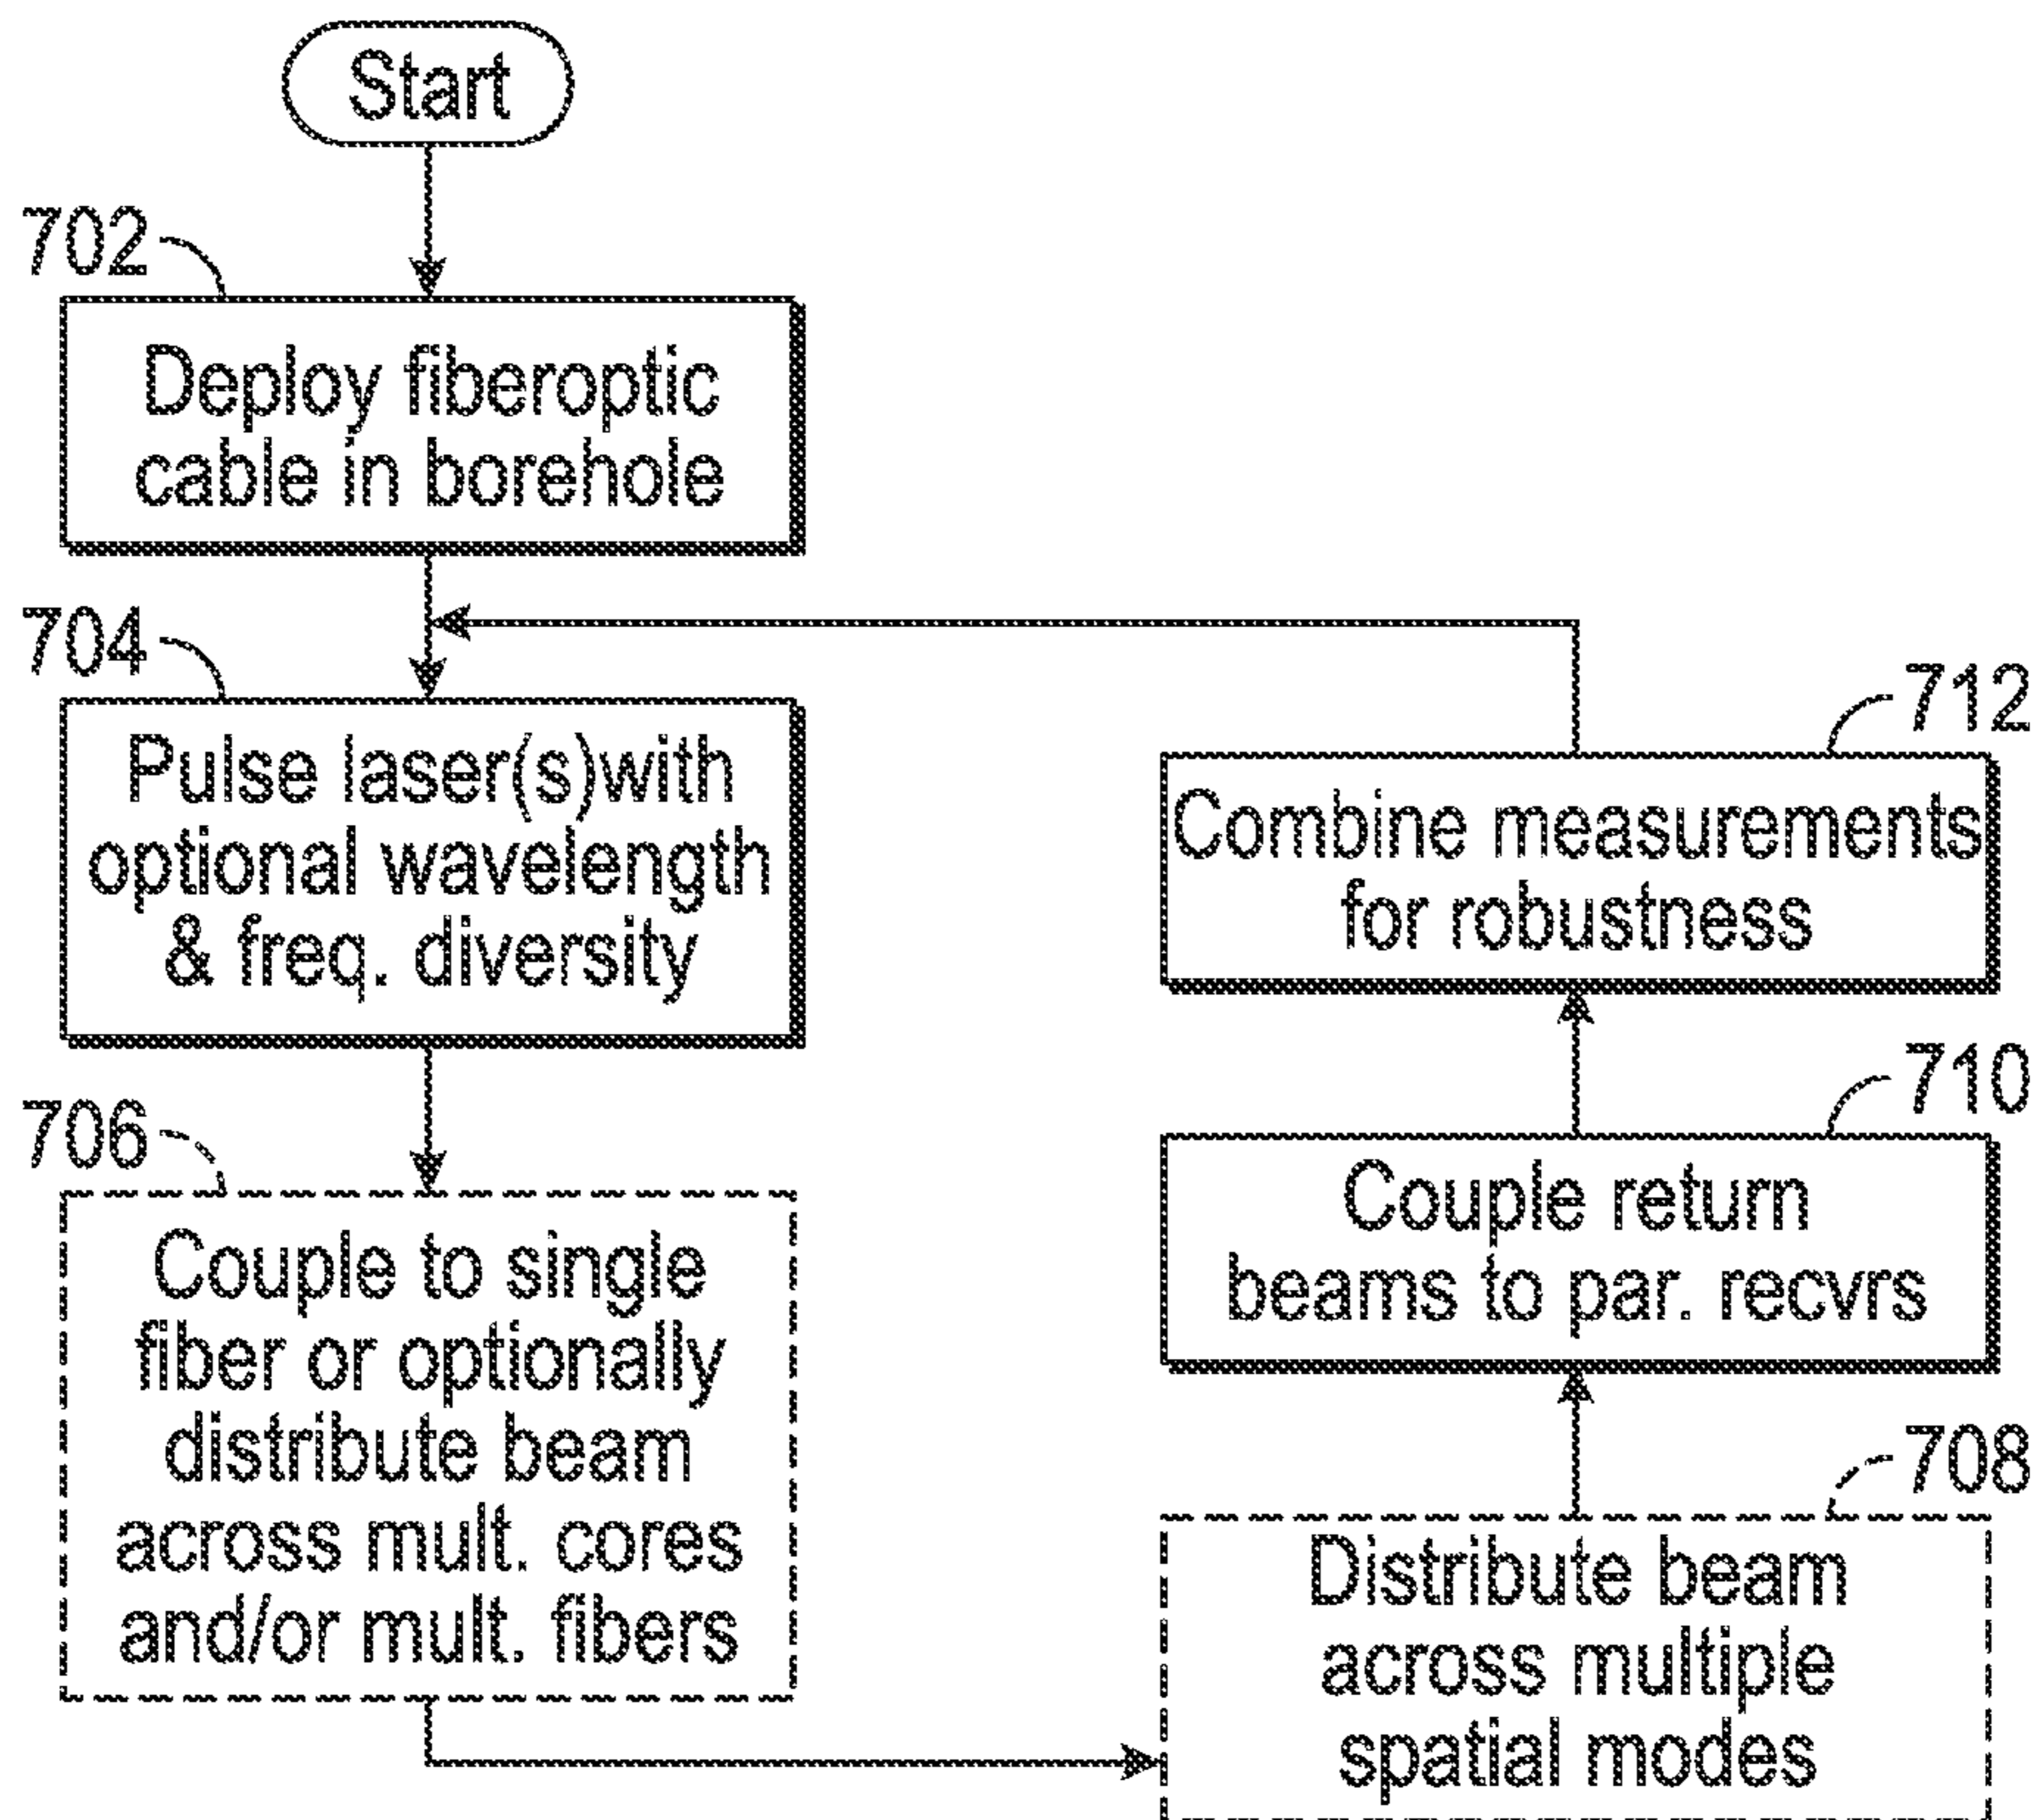 Start
702
Deploy fiberoptic
cable in borehole
704
Pulse laser(s)with
optional wavelength
& freq. diversity
706
Couple to single
fiber or optionally
distribute beam
across mult. cores
and/or mult. fibers
708
Distribute beam
across multiple
spatial modes
710
Couple return
beams to par. recvrs
712
Combine measurements
for robustness